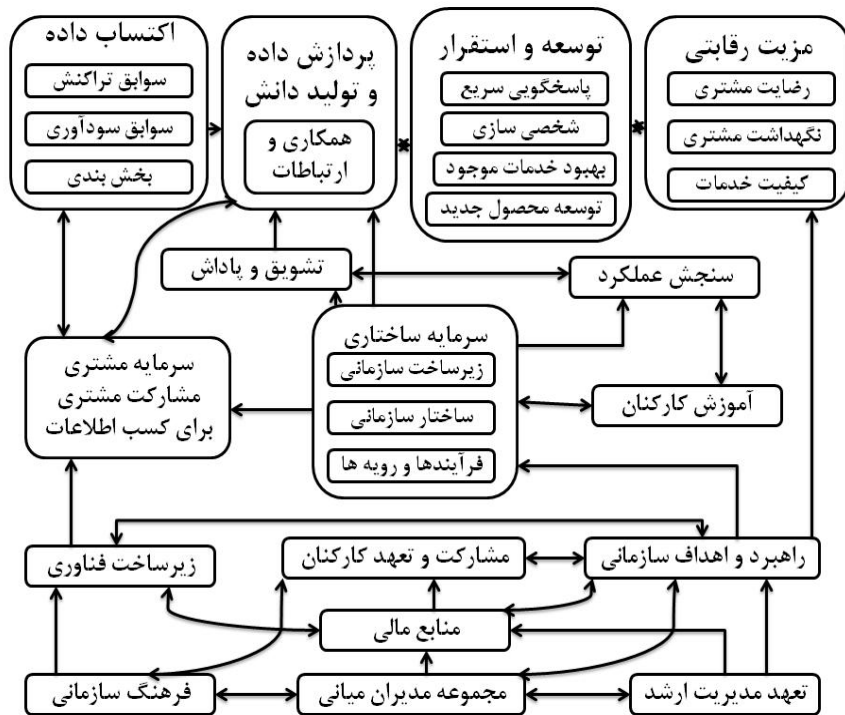 مزیت رقابتی
رضایت مشتری
نگهداشت مشتری
کیفیت خدمات
توسعه و استقرار
پاسخگویی سریع
شخصی سازی
بهبود خدمات موجود
توسعه محصول جدید
پردازش داده
و تولید دانش
همکاری و
ارتباطات
اکتساب داده
سوابق تراکنش
سوابق سودآوری
بخش بندی
سنجش عملکرد
تشویق و پاداش
سرمایه ساختاری
زیرساخت سازمانی
ساختار سازمانی
فرآیندها و رویه ها
آموزش کارکنان
سرمایه مشتری
مشارکت مشتری
برای کسب اطلاعات
راهبرد و اهداف سازمانی
مشارکت و تعهد کارکنان
زیرساخت فناوری
منابع مالی
تعهد مدیریت ارشد
مجموعه مدیران میانی
فرهنگ سازمانی